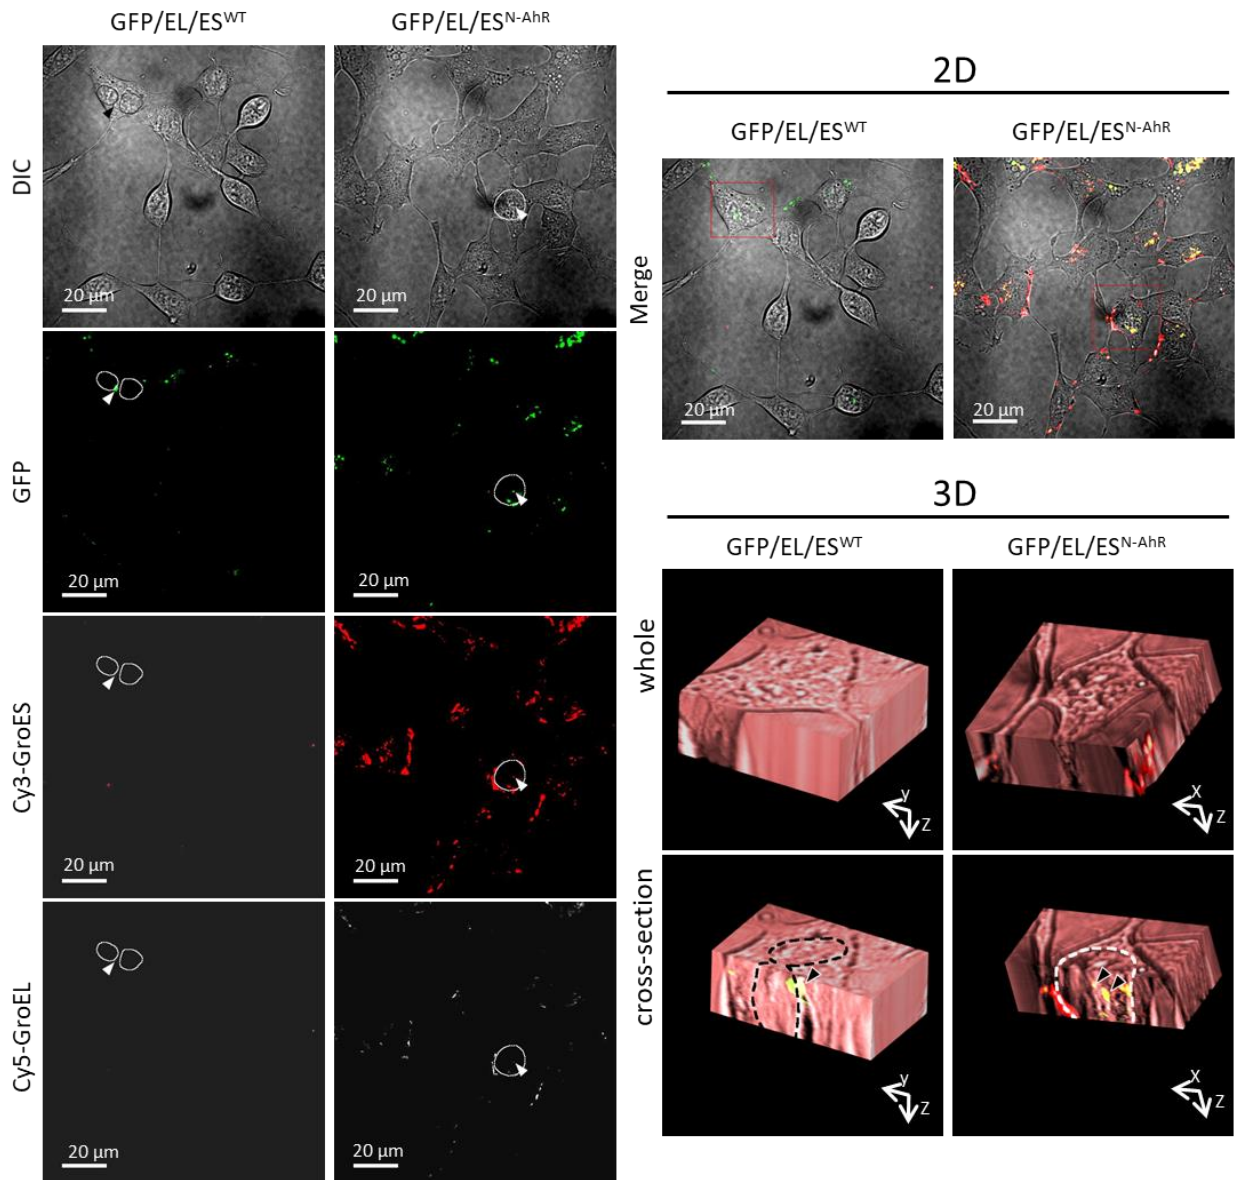 GFP/EL/ES^WT
GFP/EL/ES^N-AhR
DIC
20 µm
20 µm
GFP
20 µm
20 µm
Cy3-GroES
20 µm
20 µm
Cy5-GroEL
20 µm
20 µm
2D
GFP/EL/ES^WT
GFP/EL/ES^N-AhR
Merge
20 µm
20 µm
3D
GFP/EL/ES^WT
GFP/EL/ES^N-AhR
whole
y
Z
X
Z
cross-section
y
Z
X
Z